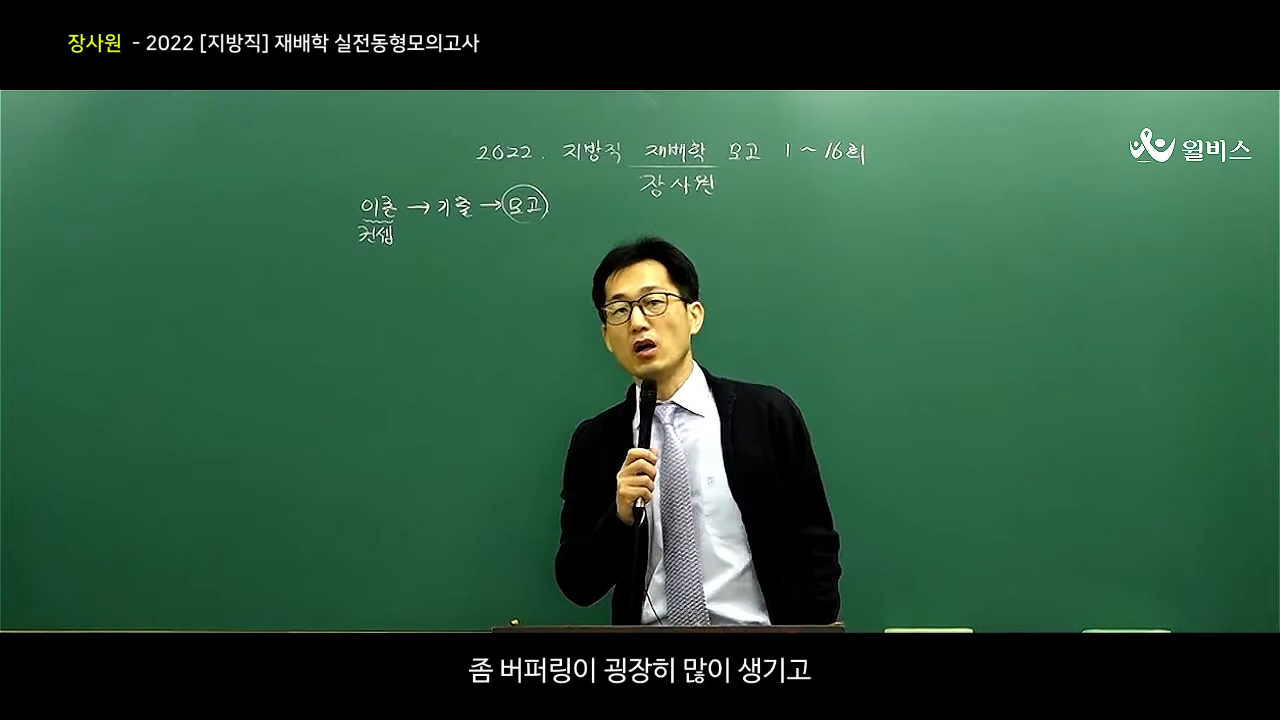 장사원 - 2022 [지방직] 재배학 실전동형모의고사
2022. 지방직 재배학 모고 1~16회
장사원
윌비스
이론→기출→모고
컨셉
좀 버퍼링이 굉장히 많이 생기고